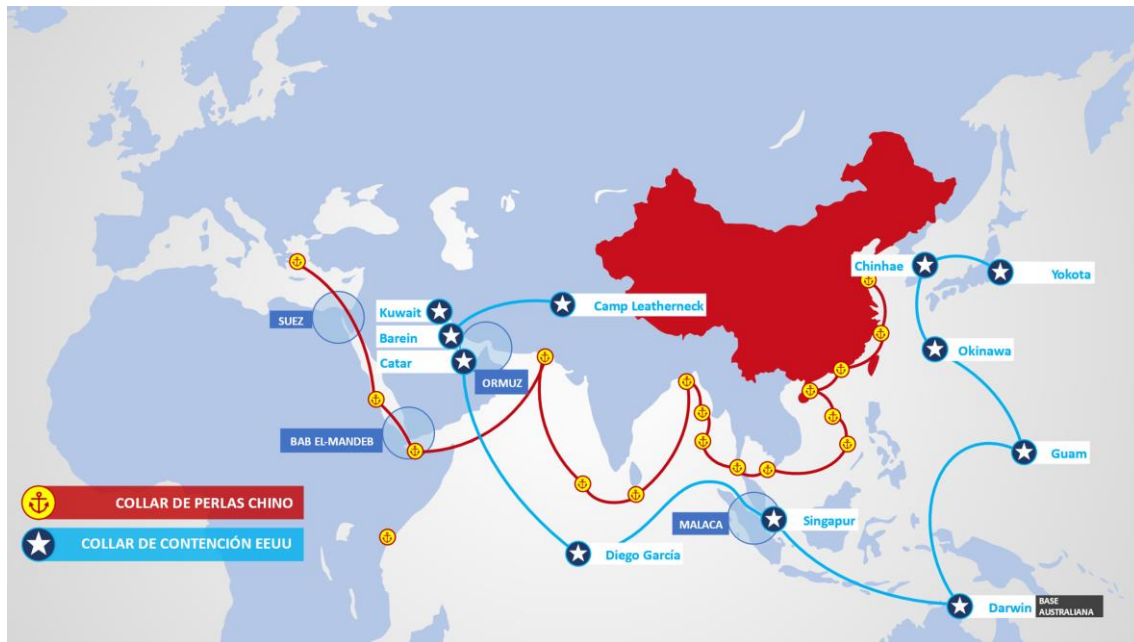 Chinhae
Yokota
Kuwait
Camp Leatherneck
SUEZ
Barein
Catar
Okinawa
ORMUZ
BAB EL-MANDEB
Guam
COLLAR DE PERLAS CHINO
COLLAR DE CONTENCIÓN EEUU
MALACA
Singapur
Diego García
Darwin
BASE
AUSTRALIANA